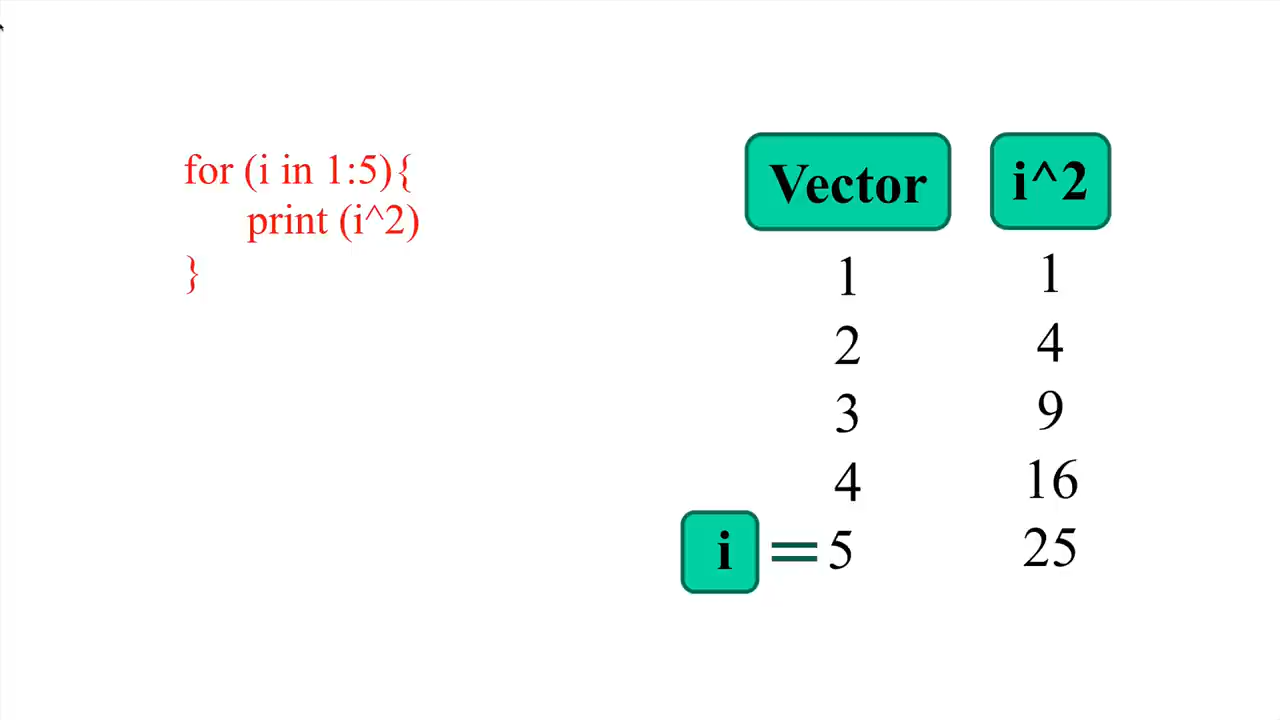 for (i in 1:5){
print (i^2)
}
Vector i^2
1 1
2 4
3 9
4 16
i = 5 25